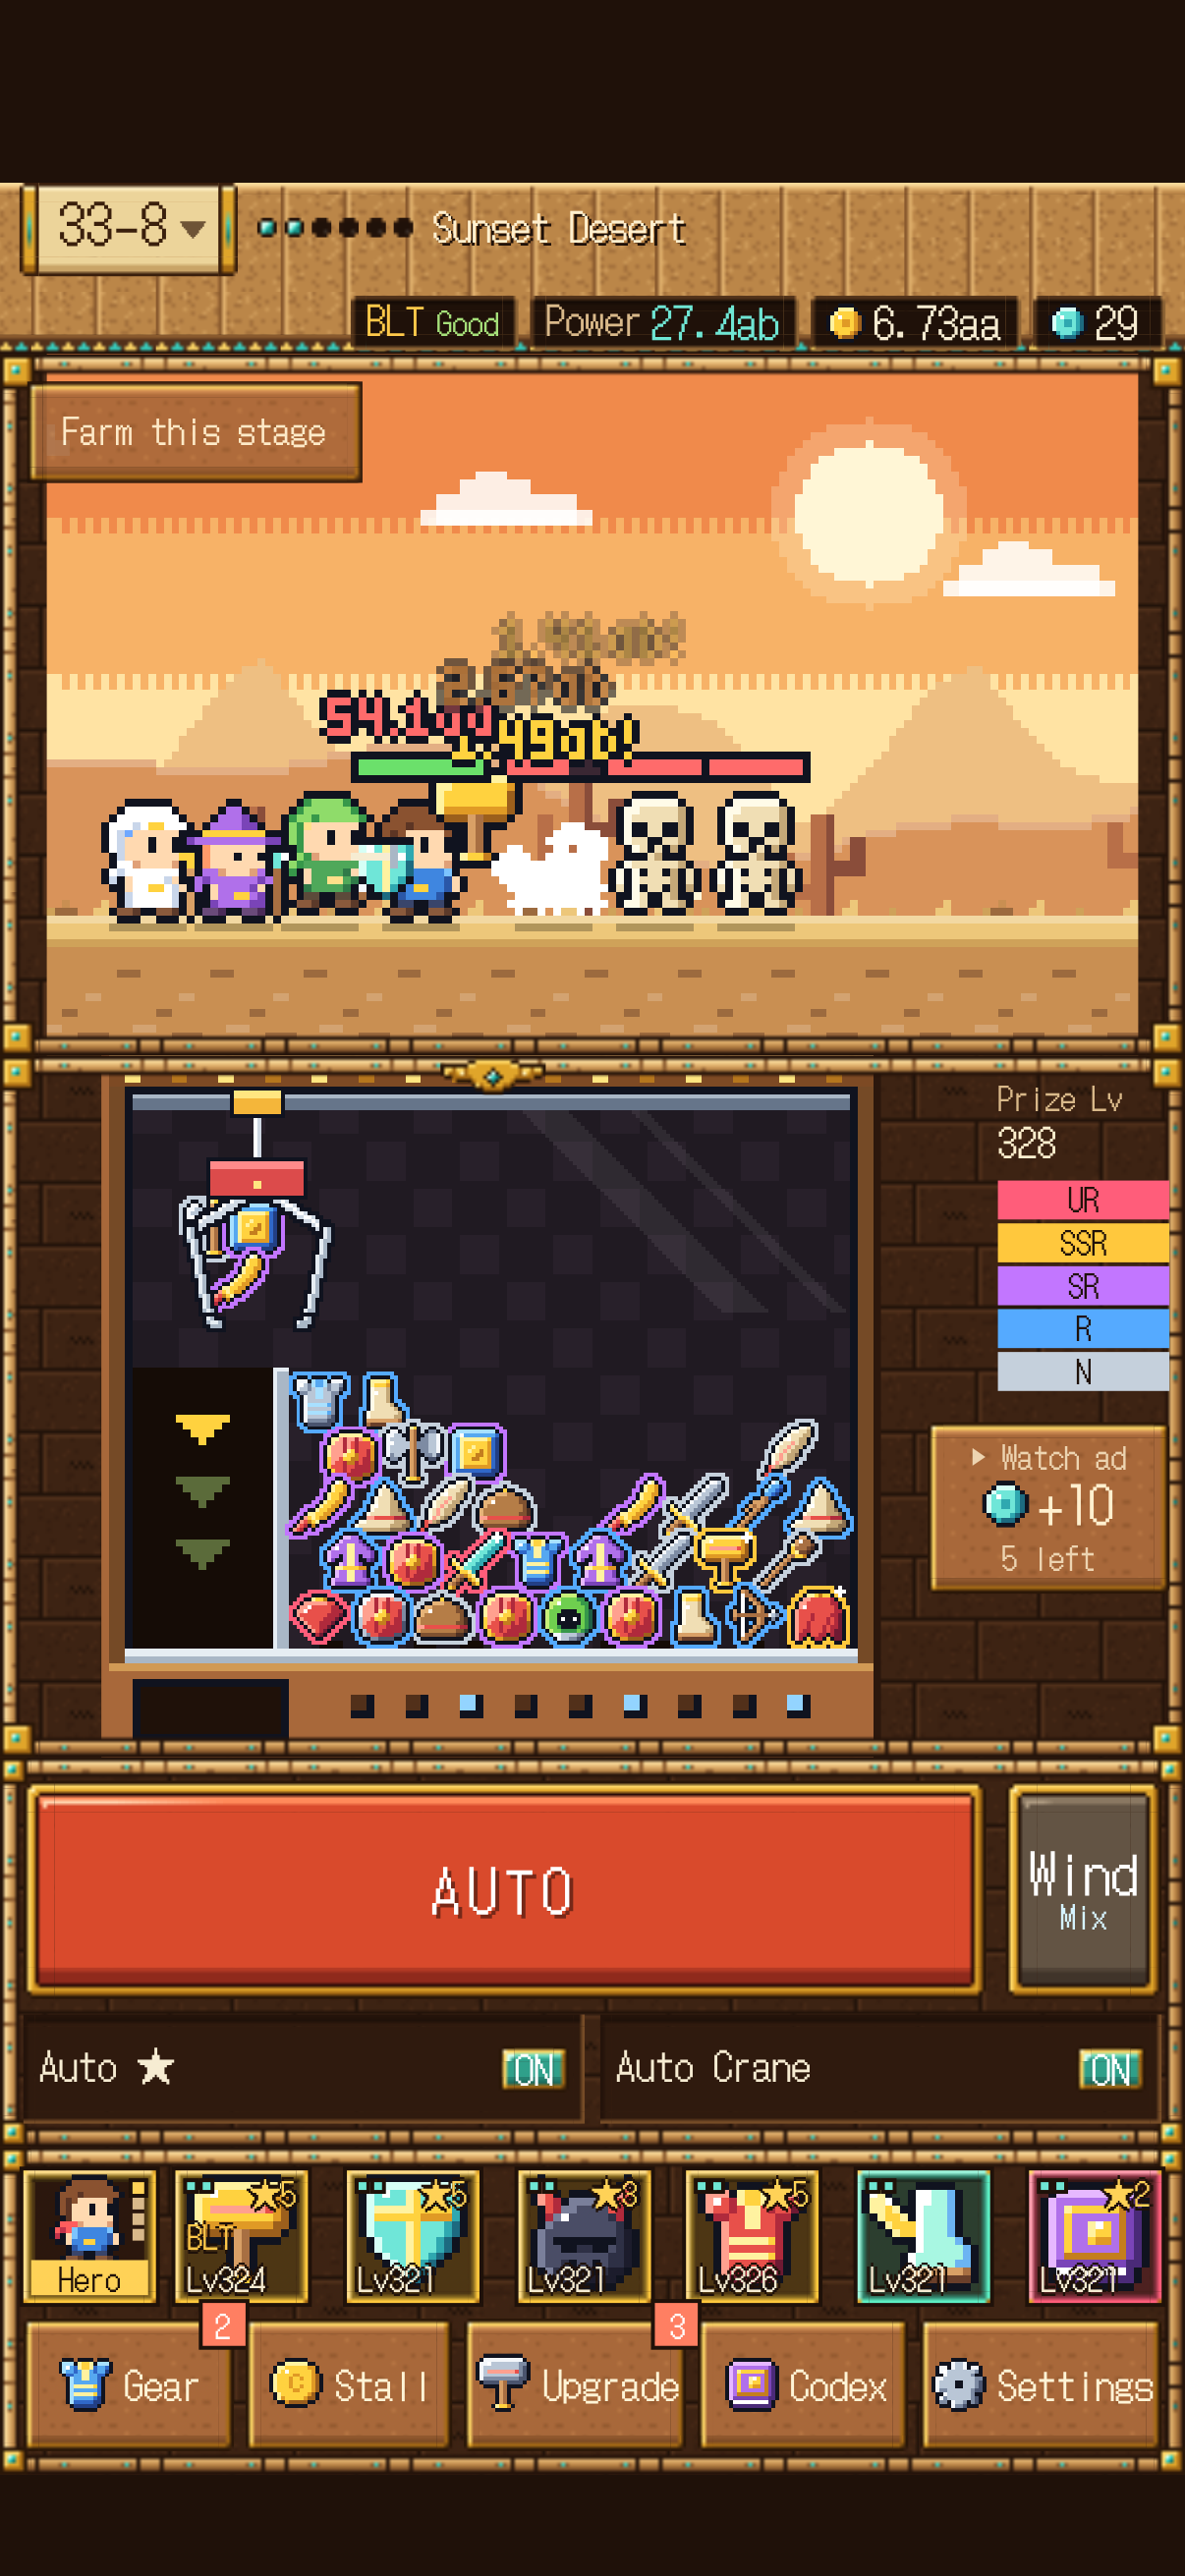 33-8
Sunset Desert
BLT Good
Power 27.4ab
6.73aa
29
Farm this stage
Prize Lv
328
UR
SSR
SR
R
N
Watch ad
+10
5 left
AUTO
Wind
Mix
Auto ★
ON
Auto Crane
ON
Hero
★5
BLT
Lv324
★5
Lv321
★3
Lv321
★5
Lv326
Lv321
★2
Lv321
2
3
Gear
Stall
Upgrade
Codex
Settings